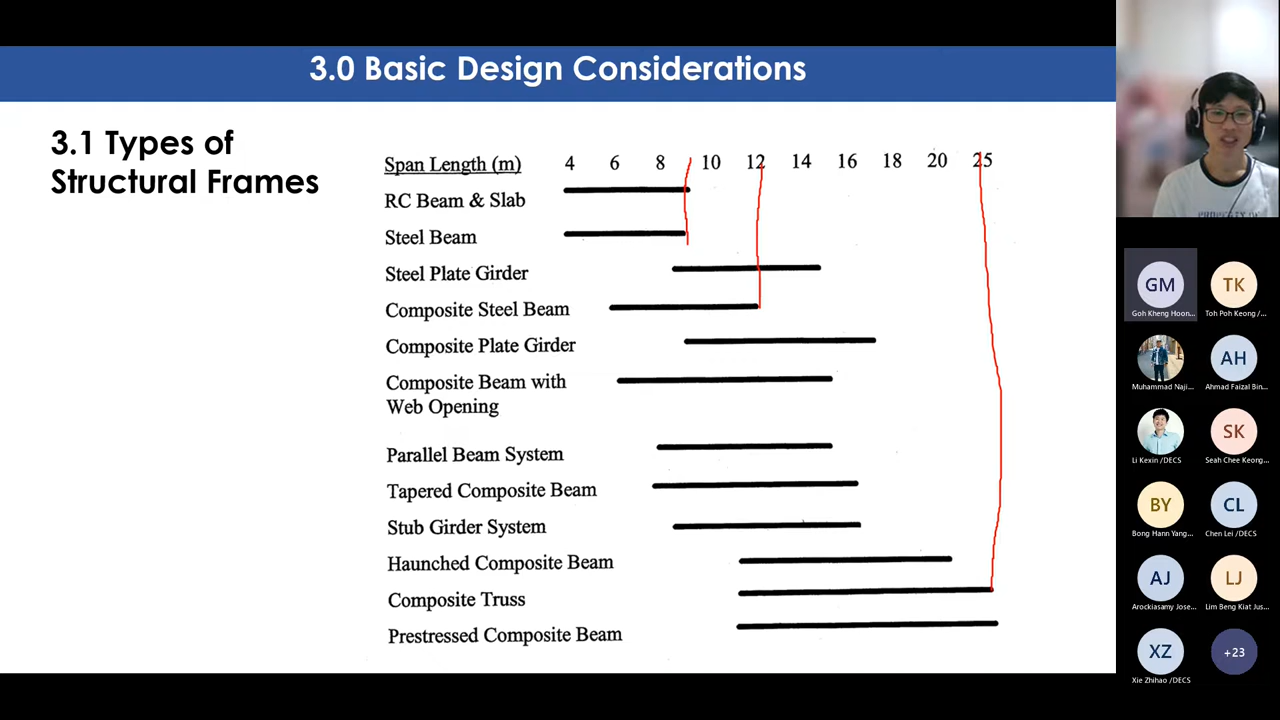 3.0 Basic Design Considerations
3.1 Types of
Structural Frames
Span Length (m) 4 6 8 10 12 14 16 18 20 25
RC Beam & Slab
Steel Beam
Steel Plate Girder
Composite Steel Beam
Composite Plate Girder
Composite Beam with
Web Opening
Parallel Beam System
Tapered Composite Beam
Stub Girder System
Haunched Composite Beam
Composite Truss
Prestressed Composite Beam
PROPERTY OF
GM TK
Goh Kheng Hoon... Toh Poh Keong /...
AH
Muhammad Naji... Ahmad Faizal Bin...
SK
Li Kexin /DECS Seah Chee Keong...
BY CL
Bong Hann Yang... Chen Lei /DECS
AJ LJ
Arockiasamy Jose... Lim Beng Kiat Jus...
XZ +23
Xie Zhihao /DECS